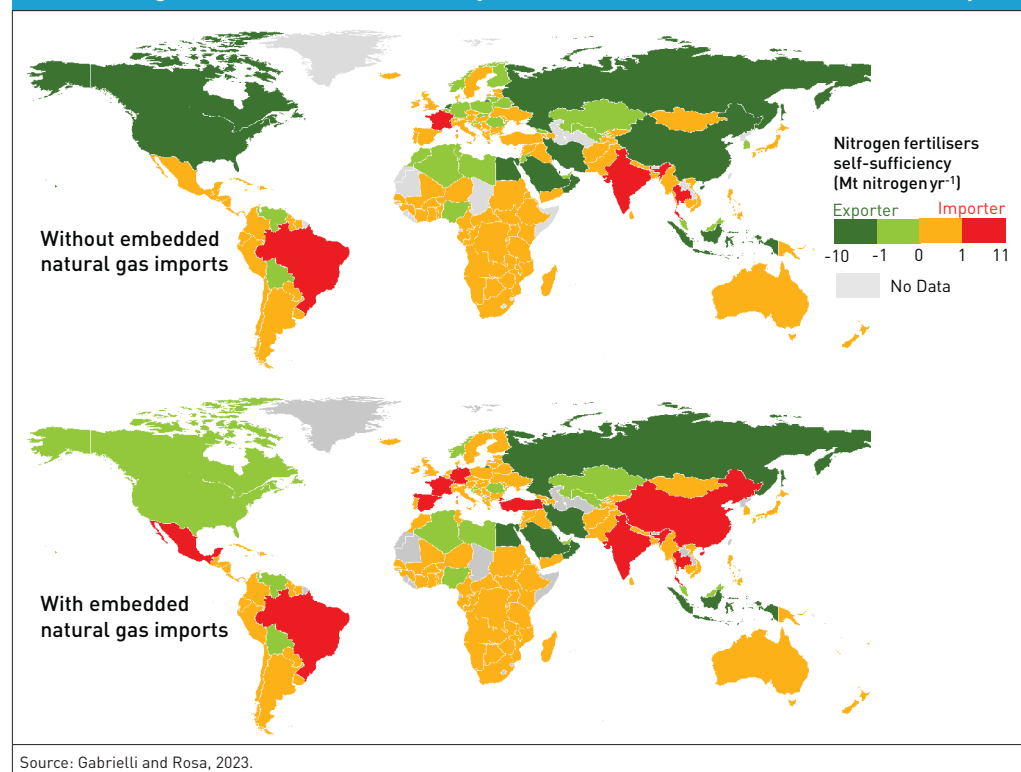 Without embedded
natural gas imports
Nitrogen fertilisers
self-sufficiency
(Mt nitrogen yr-1)
Exporter Importer
-10 -1 0 1 11
No Data
With embedded
natural gas imports
Source: Gabrielli and Rosa, 2023.